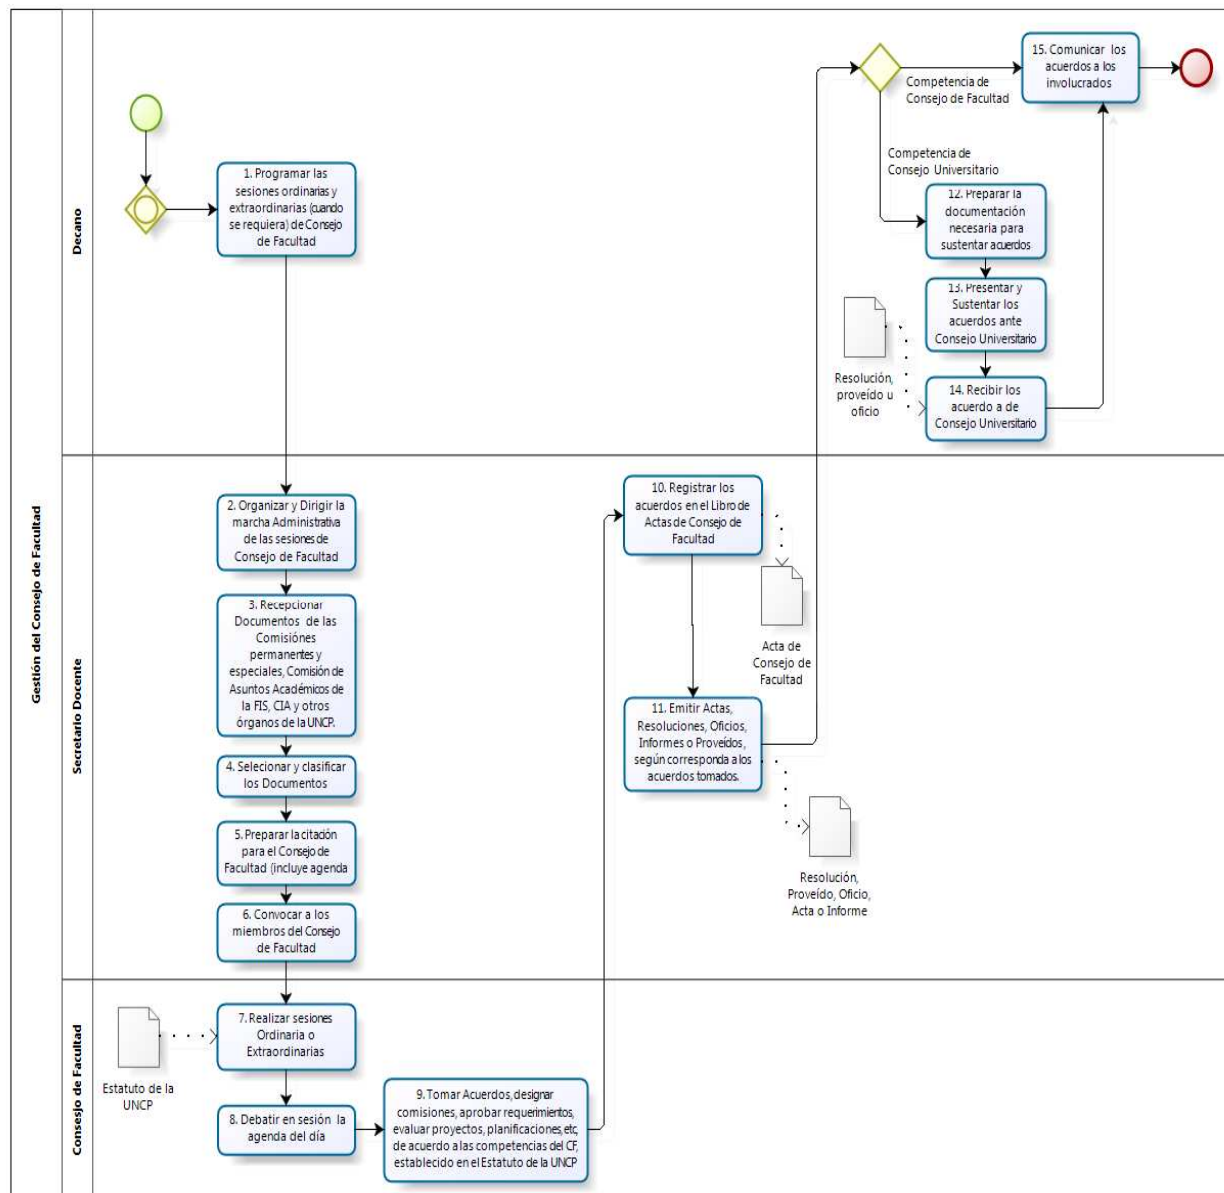 Gestión del Consejo de Facultad
Decano
1. Programar las
sesiones ordinarias y
extraordinarias (cuando
se requiera) de Consejo
de Facultad
Competencia de
Consejo de Facultad
15. Comunicar los
acuerdos a los
involucrados
Competencia de
Consejo Universitario
12. Preparar la
documentación
necesaria para
sustentar acuerdos
13. Presentar y
Sustentar los
acuerdos ante
Consejo Universitario
Resolución,
proveído u
oficio
14. Recibir los
acuerdo a de
Consejo Universitario
Secretario Docente
2. Organizar y Dirigir la
marcha Administrativa
de las sesiones de
Consejo de Facultad
3. Recepcionar
Documentos de las
Comisiónes
permanentes y
especiales, Comisión de
Asuntos Académicos de
la FIS, CIA y otros
órganos de la UNCP.
4. Selecionar y clasificar
los Documentos
5. Preparar la citación
para el Consejo de
Facultad (incluye agenda
6. Convocar a los
miembros del Consejo
de Facultad
10. Registrar los
acuerdos en el Libro de
Actas de Consejo de
Facultad
Acta de
Consejo de
Facultad
11. Emitir Actas,
Resoluciones, Oficios,
Informes o Proveídos,
según corresponda a los
acuerdos tomados.
Resolución,
Proveído, Oficio,
Acta o Informe
Consesjo de Facultad
Estatuto de la
UNCP
7. Realizar sesiones
Ordinaria o
Extraordinarias
8. Debatir en sesión la
agenda del día
9. Tomar Acuerdos, designar
comisiones, aprobar requerimientos,
evaluar proyectos, planificaciones, etc,
de acuerdo a las competencias del CF,
establecido en el Estatuto de la UNCP